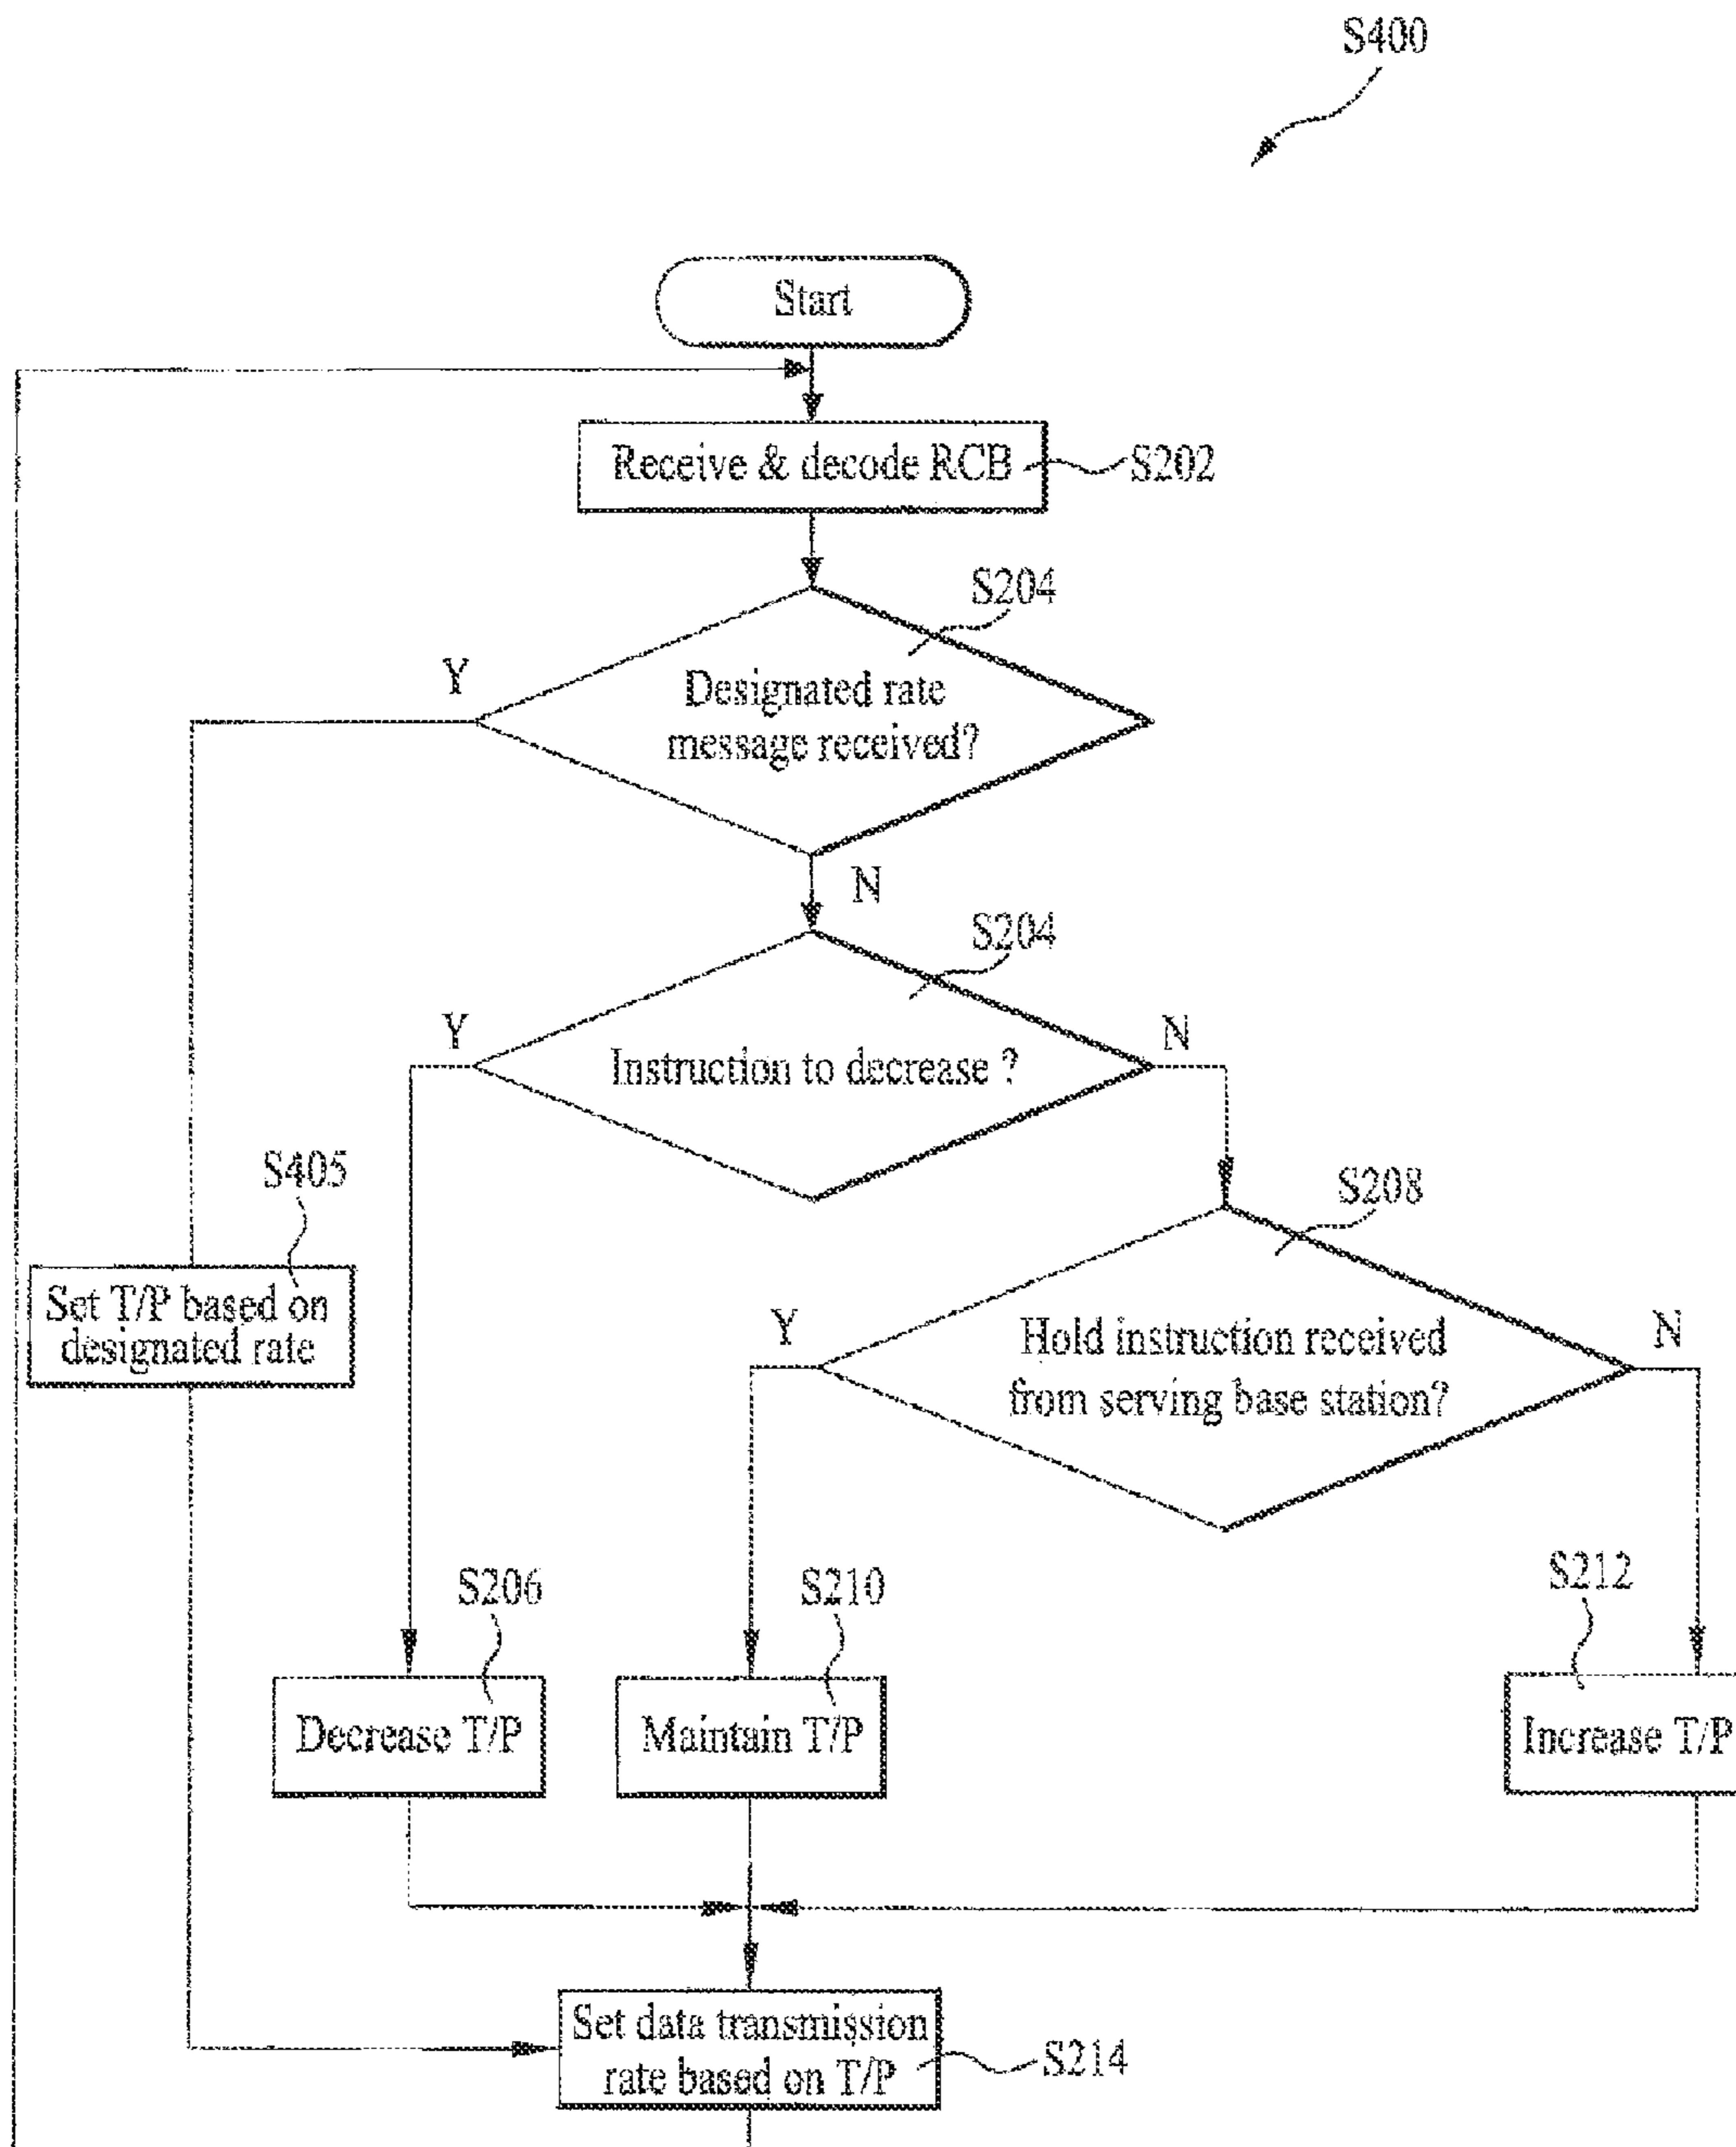 S400
Start
Receive & decode RCB
S202
S204
Y
Designated rate
message received?
N
S204
Y
N
Instruction to decrease ?
S405
S208
Set T/P based on
designated rate
Y
N
Hold instruction received
from serving base station?
S206
S210
S212
Decrease T/P
Maintain T/P
Increase T/P
Set data transmission
rate based on T/P
S214